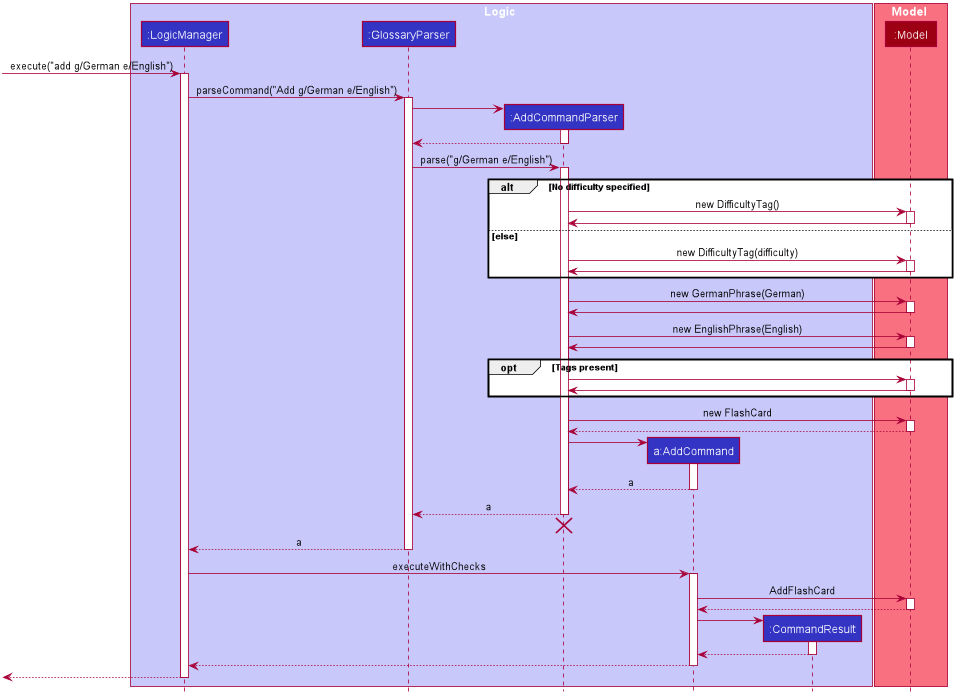 Logic
Model
:LogicManager
:GlossaryParser
:Model
execute("add g/German e/English")
parseCommand("Add g/German e/English")
:AddCommandParser
parse("g/German e/English")
alt
[No difficulty specified]
new DifficultyTag()
[else]
new DifficultyTag(difficulty)
new GermanPhrase(German)
new EnglishPhrase(English)
opt
[Tags present]
new FlashCard
a:AddCommand
a
a
a
executeWithChecks
AddFlashCard
:CommandResult